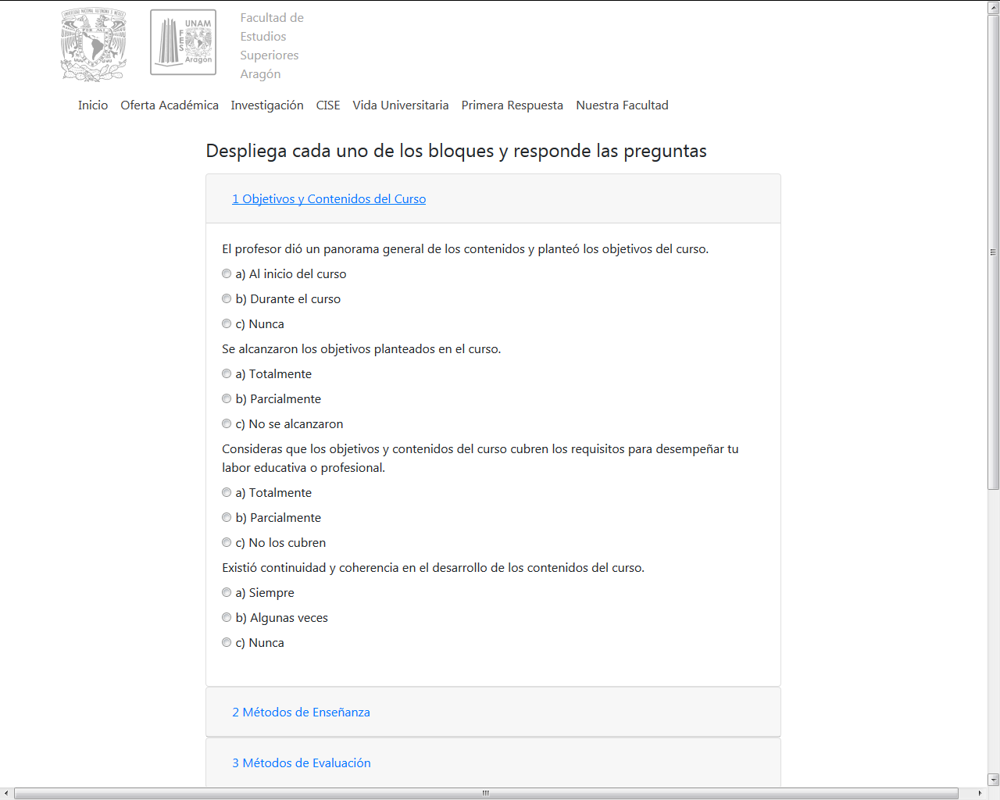 UNAM
FES
Aragón
Facultad de
Estudios
Superiores
Aragón
Inicio Oferta Académica Investigación CISE Vida Universitaria Primera Respuesta Nuestra Facultad
Despliega cada uno de los bloques y responde las preguntas
1 Objetivos y Contenidos del Curso
El profesor dió un panorama general de los contenidos y planteó los objetivos del curso.
a) Al inicio del curso
b) Durante el curso
c) Nunca
Se alcanzaron los objetivos planteados en el curso.
a) Totalmente
b) Parcialmente
c) No se alcanzaron
Consideras que los objetivos y contenidos del curso cubren los requisitos para desempeñar tu
labor educativa o profesional.
a) Totalmente
b) Parcialmente
c) No los cubren
Existió continuidad y coherencia en el desarrollo de los contenidos del curso.
a) Siempre
b) Algunas veces
c) Nunca
2 Métodos de Enseñanza
3 Métodos de Evaluación